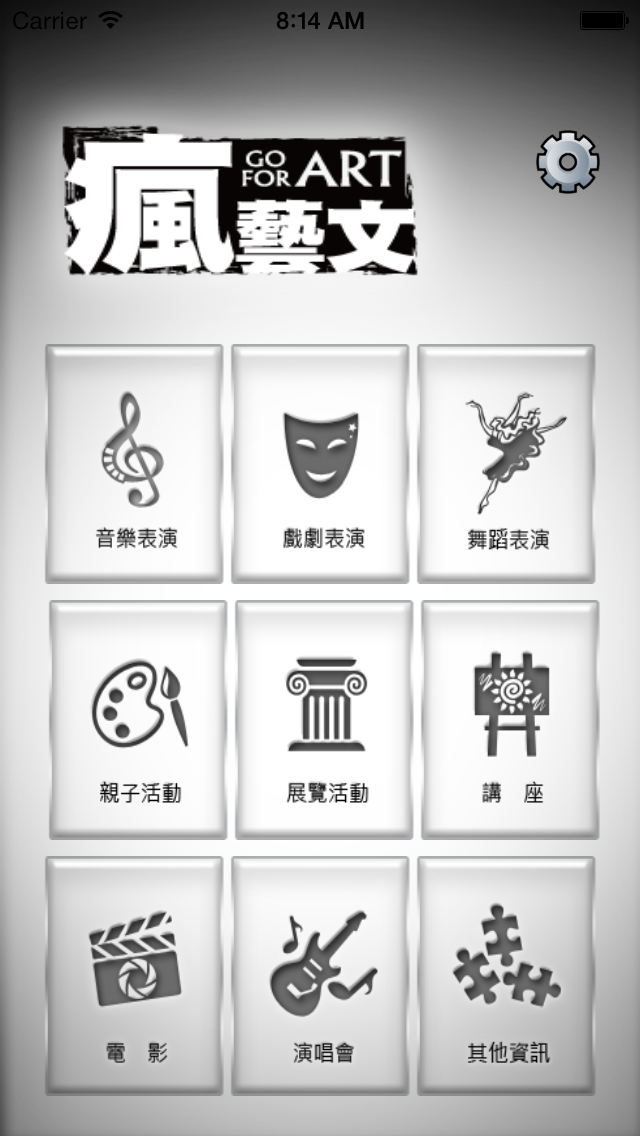 Carrier 8:14 AM
瘋藝文
GO FOR ART
音樂表演
戲劇表演
舞蹈表演
親子活動
展覽活動
講 座
電 影
演唱會
其他資訊